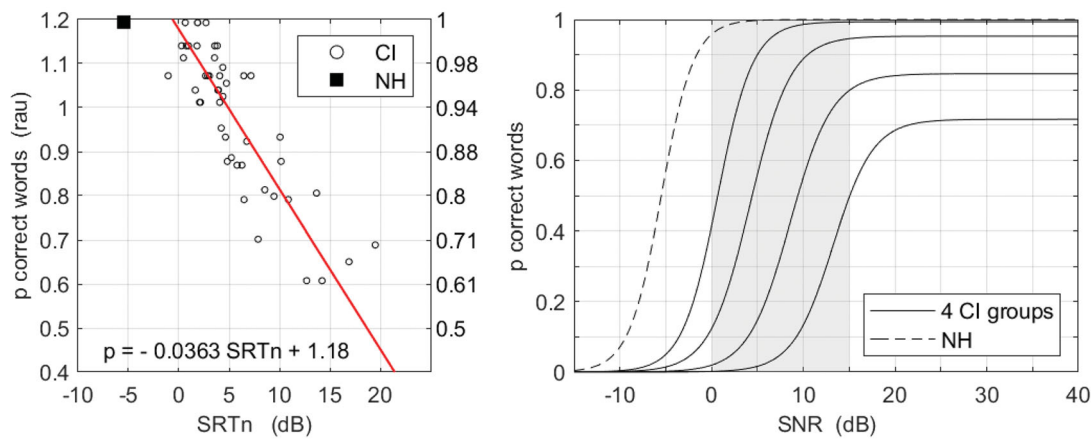 1.2
1.1
1
0.9
0.8
0.7
0.6
0.5
0.4
p correct words (rau)
1
0.98
0.94
0.88
0.8
0.71
0.61
0.5
CI
NH
p = - 0.0363 SRTn + 1.18
-10 -5 0 5 10 15 20
SRTn (dB)
1
0.8
0.6
0.4
0.2
0
p correct words
4 CI groups
NH
-10 0 10 20 30 40
SNR (dB)